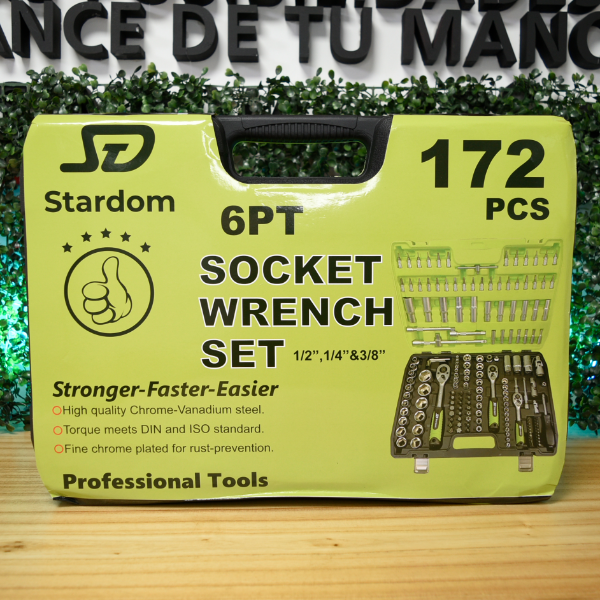 ANCE DE TU MANO
SD
Stardom
172
PCS
6PT
SOCKET
WRENCH
SET 1/2”,1/4”&3/8”
Stronger-Faster-Easier
High quality Chrome-Vanadium steel.
Torque meets DIN and ISO standard.
Fine chrome plated for rust-prevention.
Professional Tools